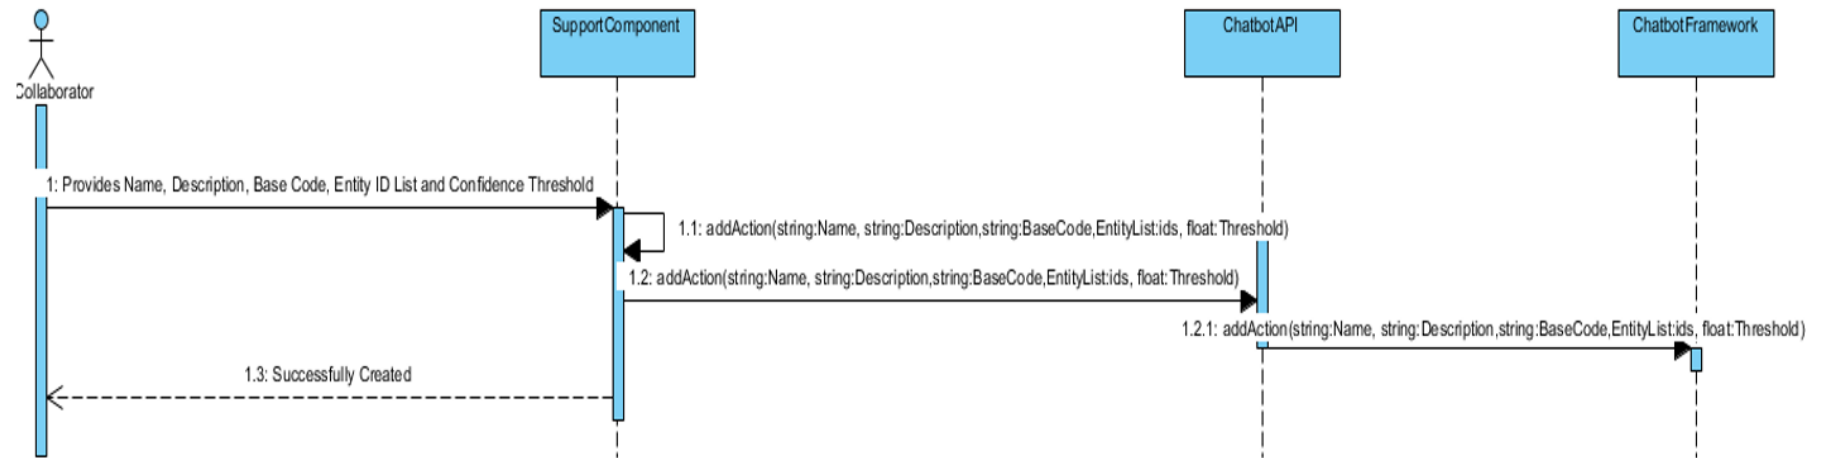 SupportComponent
ChatbotAPI
ChatbotFramework
Collaborator
1: Provides Name, Description, Base Code, Entity ID List and Confidence Threshold
1.1: addAction(string:Name, string:Description,string:BaseCode,EntityList:ids, float:Threshold)
1.2: addAction(string:Name, string:Description,string:BaseCode,EntityList:ids, float:Threshold)
1.2.1: addAction(string:Name, string:Description,string:BaseCode,EntityList:ids, float:Threshold)
1.3: Successfully Created